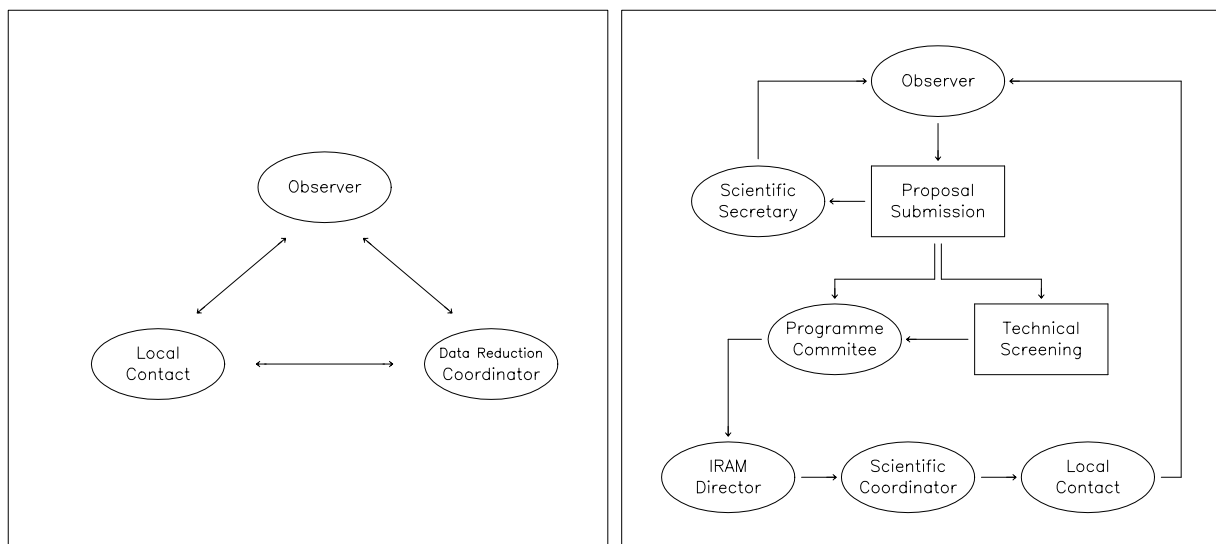 Observer
Local
Contact
Data Reduction
Coordinator
Observer
Scientific
Secretary
Proposal
Submission
Programme
Commitee
Technical
Screening
IRAM
Director
Scientific
Coordinator
Local
Contact